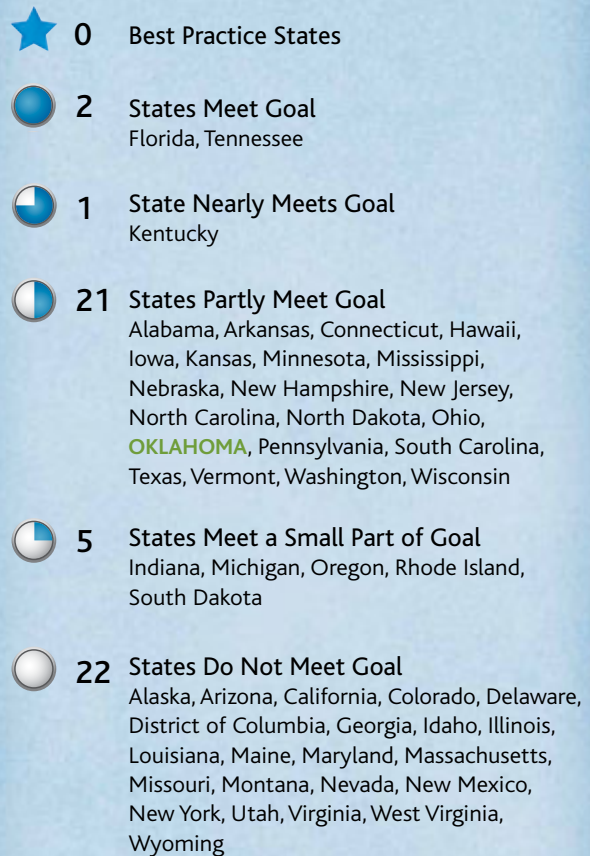 0 Best Practice States
2 States Meet Goal
Florida, Tennessee
1 State Nearly Meets Goal
Kentucky
21 States Partly Meet Goal
Alabama, Arkansas, Connecticut, Hawaii,
Iowa, Kansas, Minnesota, Mississippi,
Nebraska, New Hampshire, New Jersey,
North Carolina, North Dakota, Ohio,
OKLAHOMA, Pennsylvania, South Carolina,
Texas, Vermont, Washington, Wisconsin
5 States Meet a Small Part of Goal
Indiana, Michigan, Oregon, Rhode Island,
South Dakota
22 States Do Not Meet Goal
Alaska, Arizona, California, Colorado, Delaware,
District of Columbia, Georgia, Idaho, Illinois,
Louisiana, Maine, Maryland, Massachusetts,
Missouri, Montana, Nevada, New Mexico,
New York, Utah, Virginia, West Virginia,
Wyoming